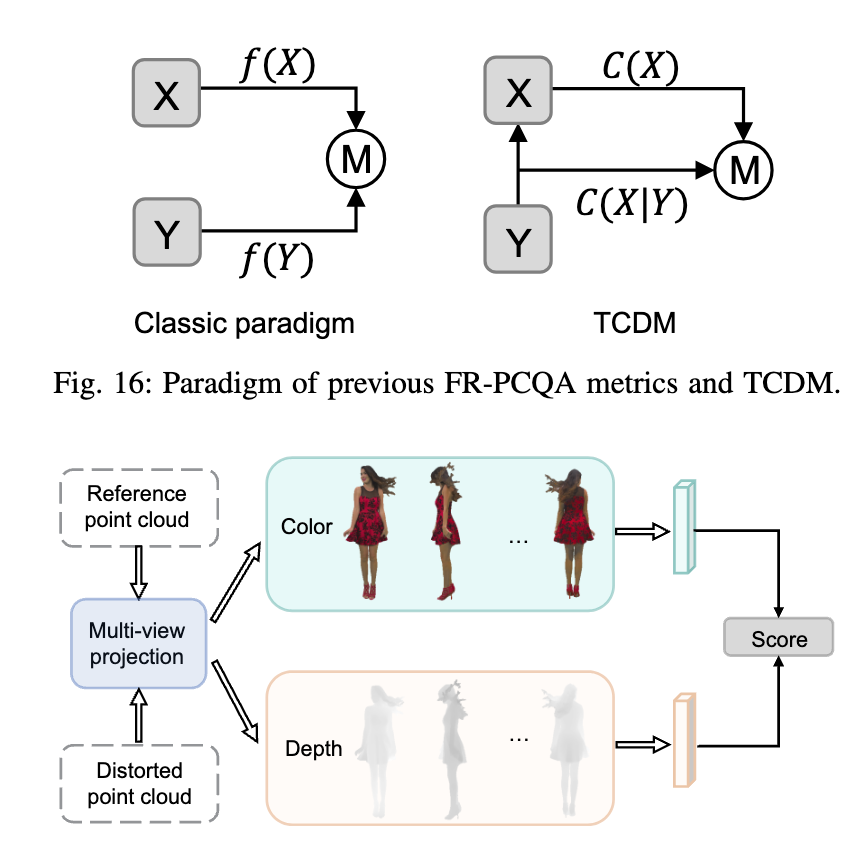 X
f(X)
M
Y
f(Y)
Classic paradigm
X
C(X)
M
C(X|Y)
Y
TCDM
Fig. 16: Paradigm of previous FR-PCQA metrics and TCDM.
Reference
point cloud
Multi-view
projection
Distorted
point cloud
Color
...
Depth
...
Score